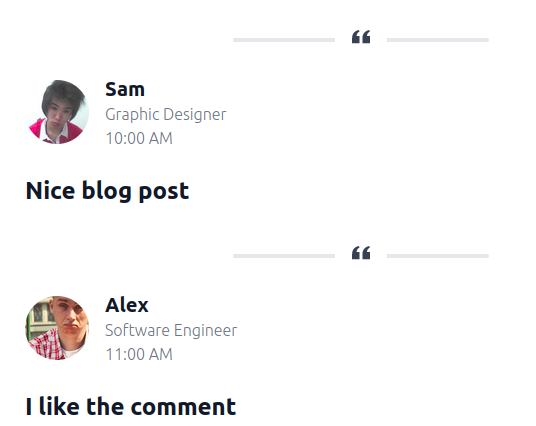 ❝
Sam
Graphic Designer
10:00 AM
Nice blog post
❝
Alex
Software Engineer
11:00 AM
I like the comment